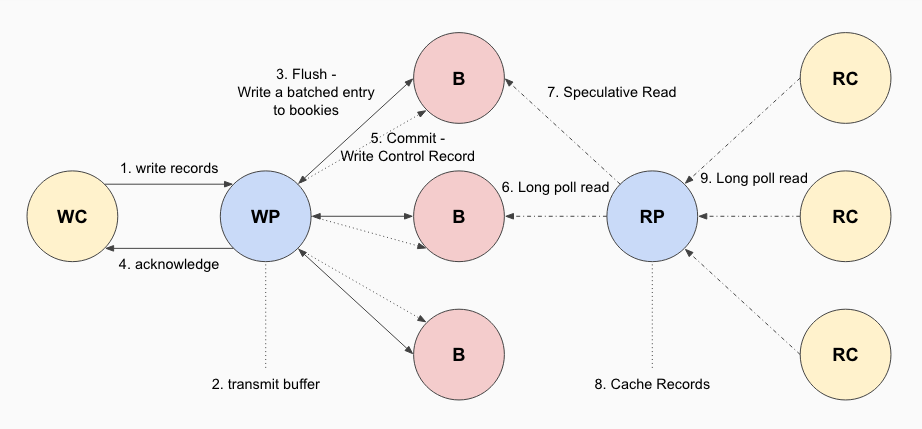 3. Flush -
Write a batched entry
to bookies
B
7. Speculative Read
RC
5. Commit -
Write Control Record
1. write records
6. Long poll read
9. Long poll read
WC
WP
B
RP
RC
4. acknowledge
B
RC
2. transmit buffer
8. Cache Records